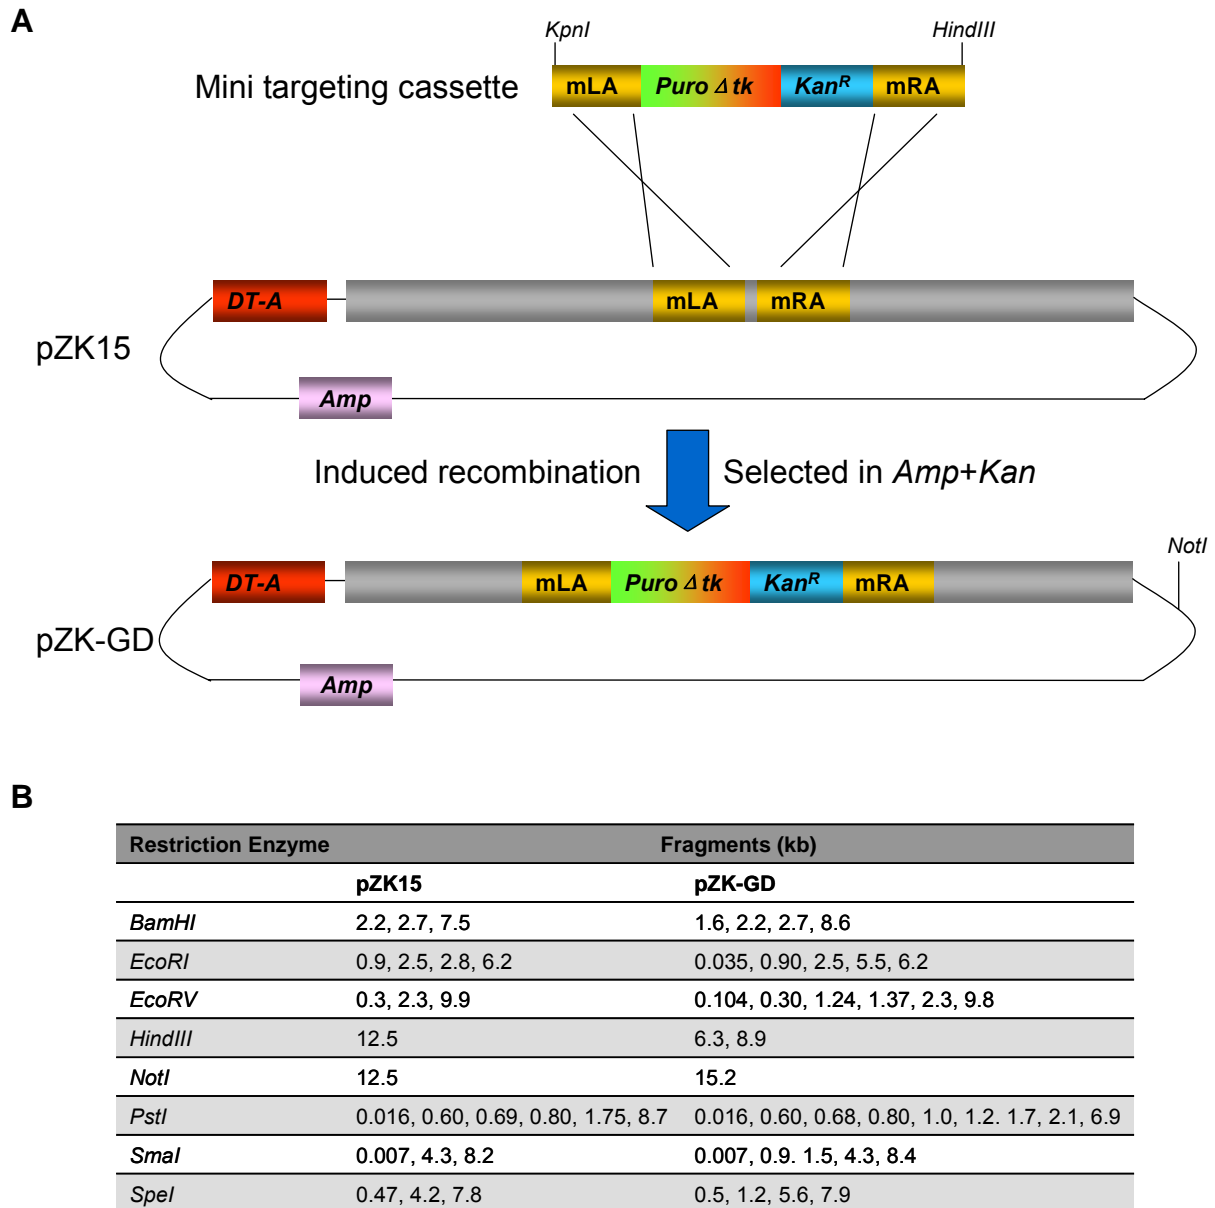 A
KpnI
HindIII
Mini targeting cassette
mLA
Puro Δ tk
Kan^R
mRA
DT-A
mLA
mRA
pZK15
Amp
Induced recombination
Selected in Amp+Kan
NotI
DT-A
mLA
Puro Δ tk
Kan^R
mRA
pZK-GD
Amp
B
Restriction Enzyme Fragments (kb)
pZK15 pZK-GD
BamHI 2.2, 2.7, 7.5 1.6, 2.2, 2.7, 8.6
EcoRI 0.9, 2.5, 2.8, 6.2 0.035, 0.90, 2.5, 5.5, 6.2
EcoRV 0.3, 2.3, 9.9 0.104, 0.30, 1.24, 1.37, 2.3, 9.8
HindIII 12.5 6.3, 8.9
NotI 12.5 15.2
PstI 0.016, 0.60, 0.69, 0.80, 1.75, 8.7 0.016, 0.60, 0.68, 0.80, 1.0, 1.2. 1.7, 2.1, 6.9
SmaI 0.007, 4.3, 8.2 0.007, 0.9. 1.5, 4.3, 8.4
SpeI 0.47, 4.2, 7.8 0.5, 1.2, 5.6, 7.9